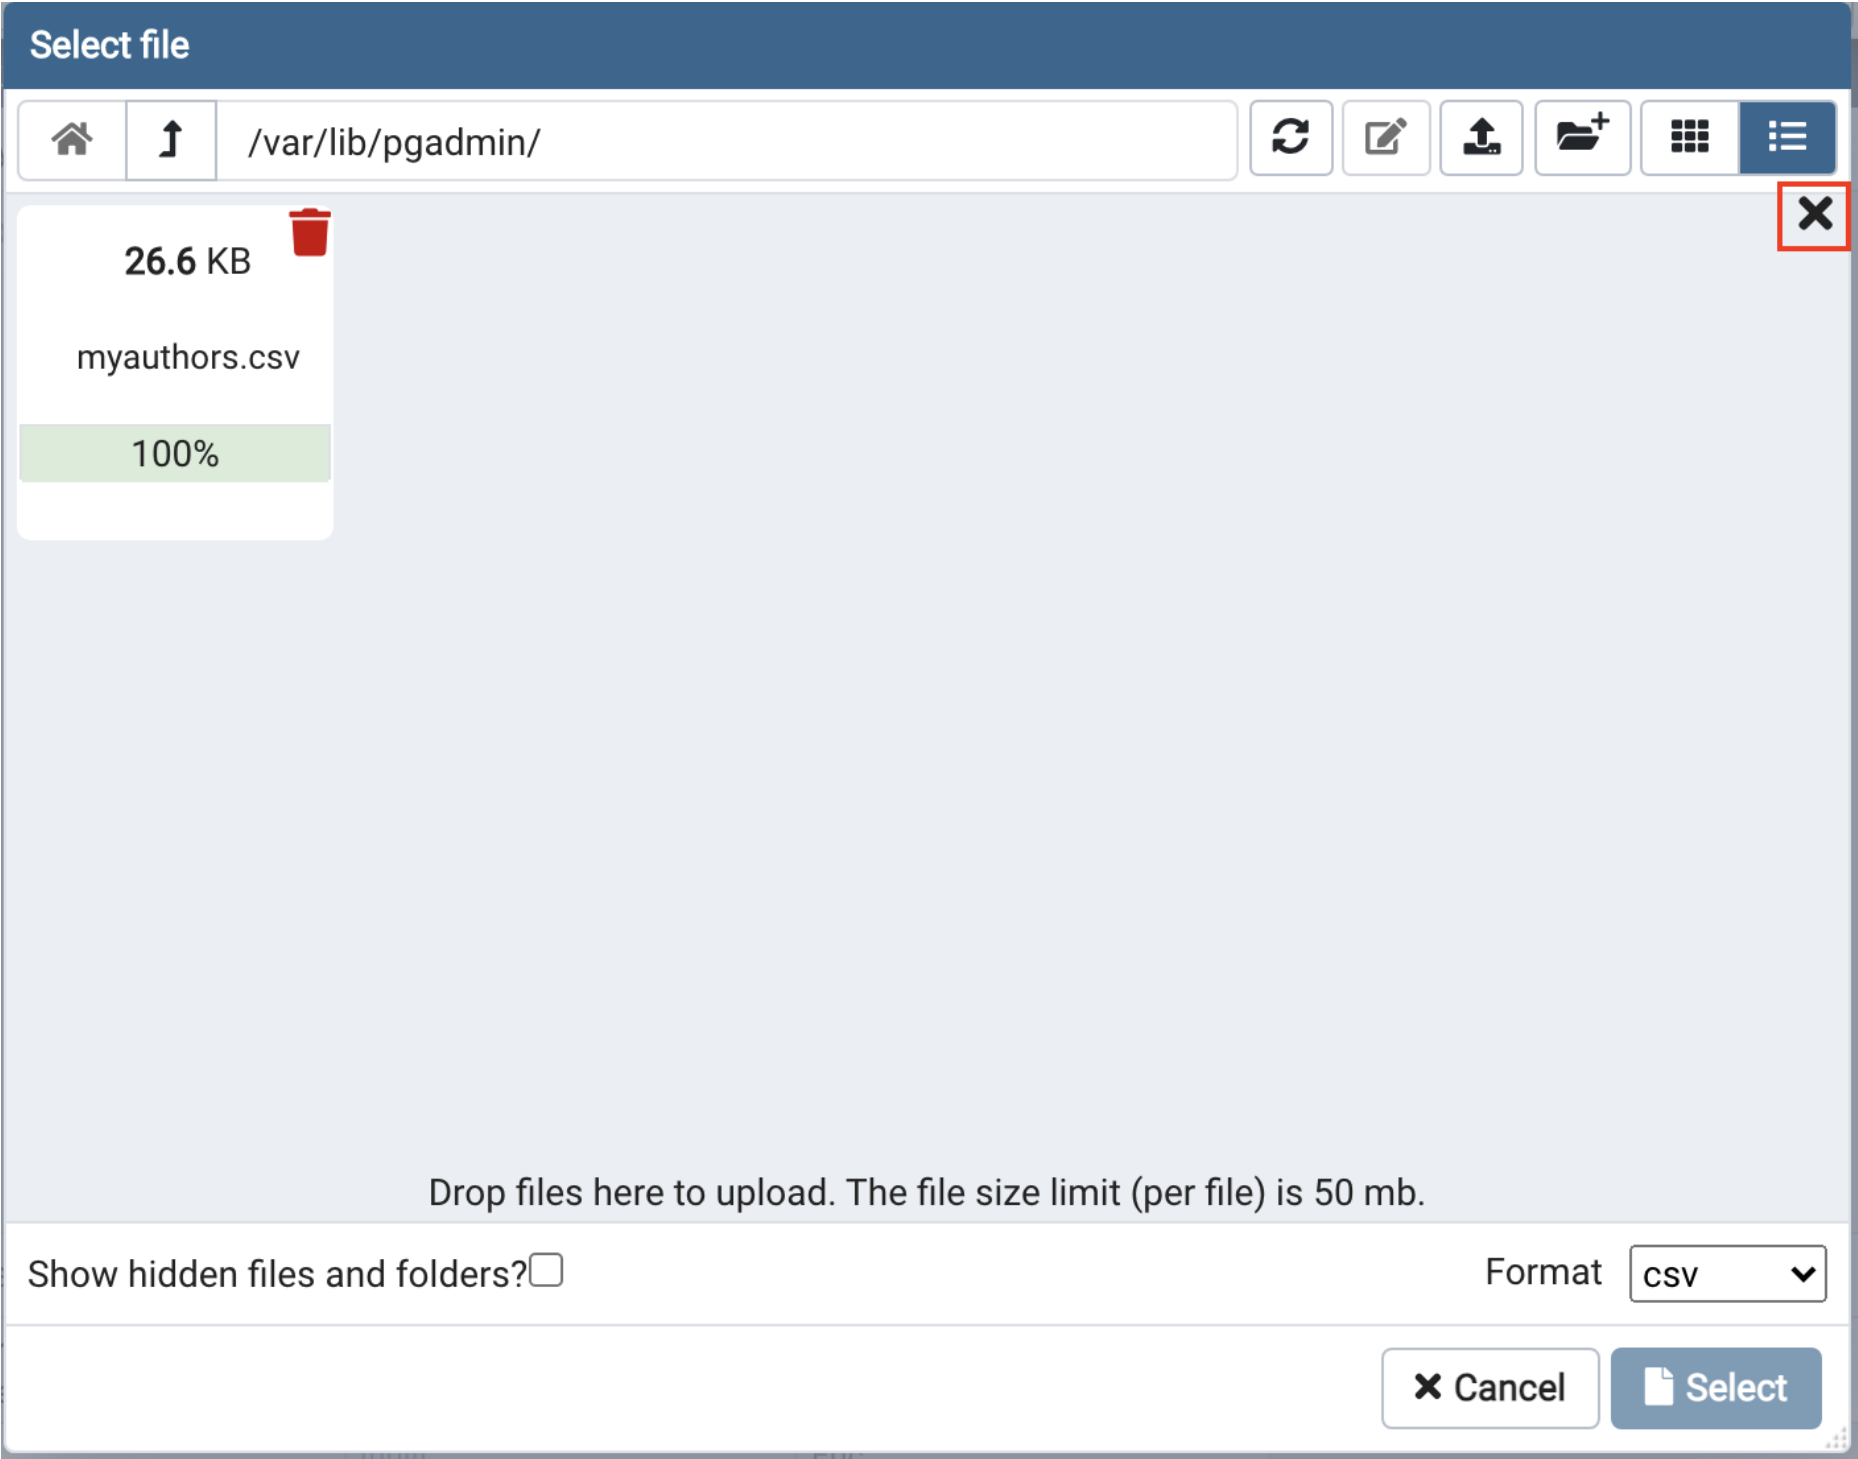 Select file
/var/lib/pgadmin/
26.6 KB
myauthors.csv
100%
Drop files here to upload. The file size limit (per file) is 50 mb.
Show hidden files and folders?
Format csv
Cancel Select